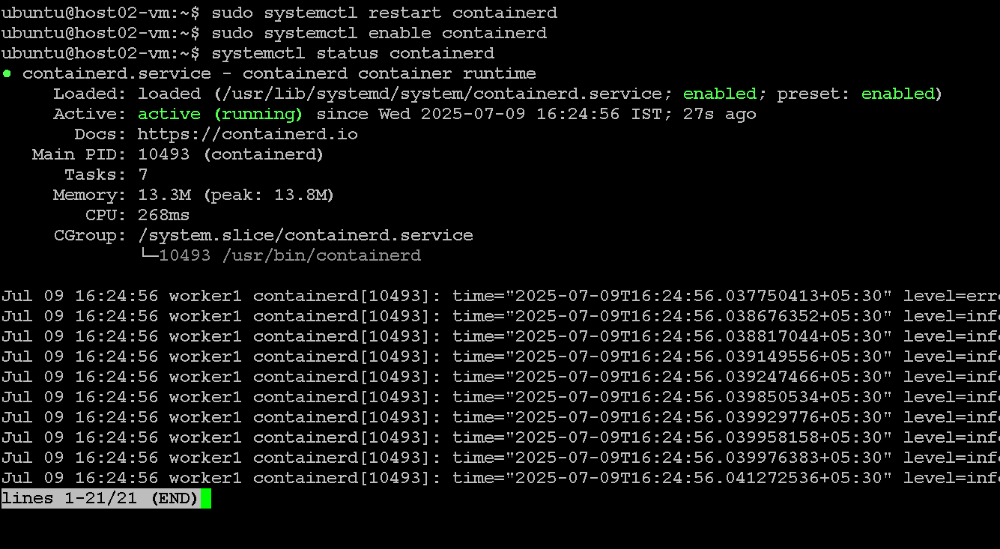 ubuntu@host02-vm:~$ sudo systemctl restart containerd
ubuntu@host02-vm:~$ sudo systemctl enable containerd
ubuntu@host02-vm:~$ systemctl status containerd
● containerd.service - containerd container runtime
     Loaded: loaded (/usr/lib/systemd/system/containerd.service; enabled; preset: enabled)
     Active: active (running) since Wed 2025-07-09 16:24:56 IST; 27s ago
       Docs: https://containerd.io
   Main PID: 10493 (containerd)
      Tasks: 7
     Memory: 13.3M (peak: 13.8M)
        CPU: 268ms
     CGroup: /system.slice/containerd.service
             └─10493 /usr/bin/containerd
Jul 09 16:24:56 worker1 containerd[10493]: time="2025-07-09T16:24:56.037750413+05:30" level=erro
Jul 09 16:24:56 worker1 containerd[10493]: time="2025-07-09T16:24:56.038676352+05:30" level=info
Jul 09 16:24:56 worker1 containerd[10493]: time="2025-07-09T16:24:56.038817044+05:30" level=info
Jul 09 16:24:56 worker1 containerd[10493]: time="2025-07-09T16:24:56.039149556+05:30" level=info
Jul 09 16:24:56 worker1 containerd[10493]: time="2025-07-09T16:24:56.039247466+05:30" level=info
Jul 09 16:24:56 worker1 containerd[10493]: time="2025-07-09T16:24:56.039850534+05:30" level=info
Jul 09 16:24:56 worker1 containerd[10493]: time="2025-07-09T16:24:56.039929776+05:30" level=info
Jul 09 16:24:56 worker1 containerd[10493]: time="2025-07-09T16:24:56.039958158+05:30" level=info
Jul 09 16:24:56 worker1 containerd[10493]: time="2025-07-09T16:24:56.039976383+05:30" level=info
Jul 09 16:24:56 worker1 containerd[10493]: time="2025-07-09T16:24:56.041272536+05:30" level=info
lines 1-21/21 (END)